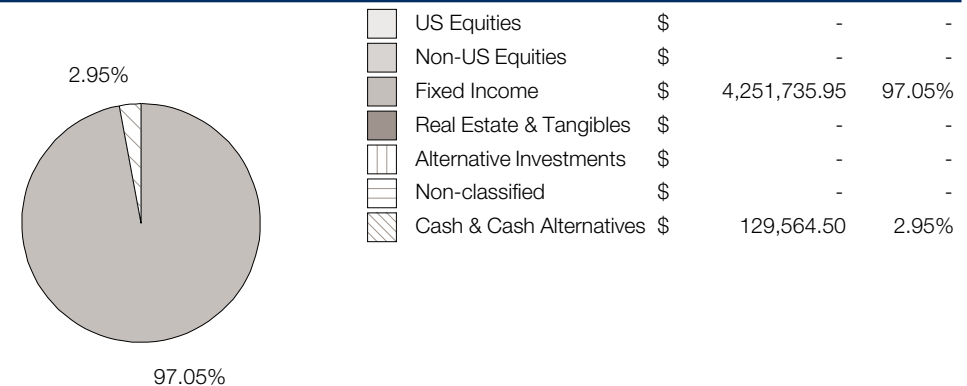 2.95%
97.05%
US Equities $ - -
Non-US Equities $ - -
Fixed Income $ 4,251,735.95 97.05%
Real Estate & Tangibles $ - -
Alternative Investments $ - -
Non-classified $ - -
Cash & Cash Alternatives $ 129,564.50 2.95%